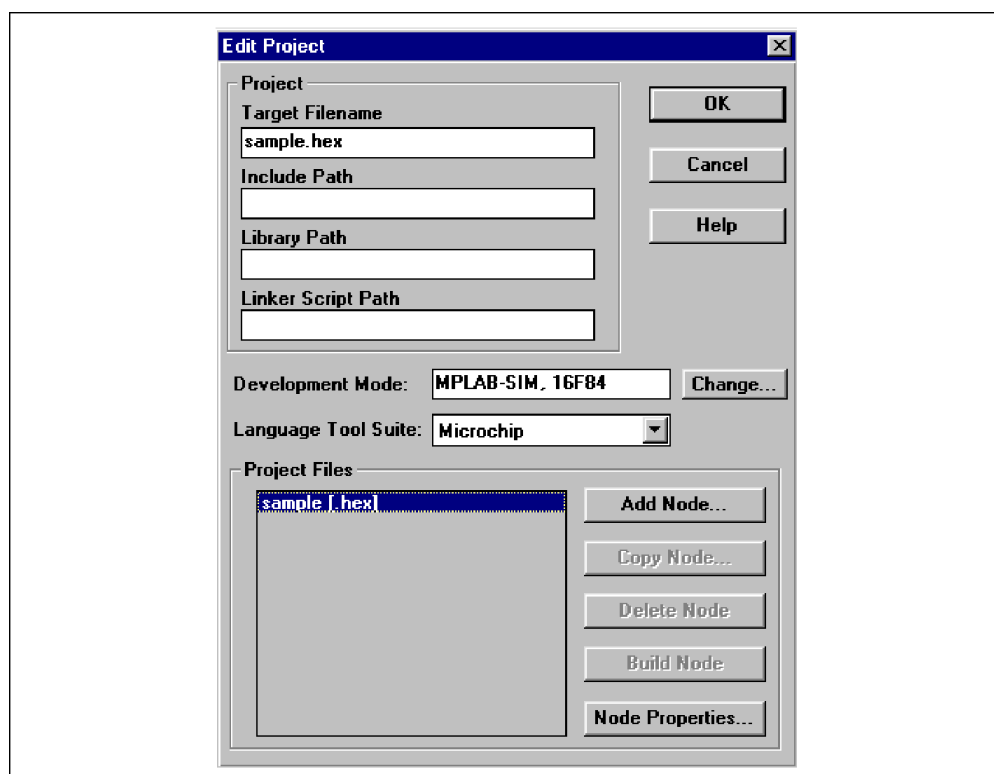 Edit Project
Project
Target Filename
sample.hex
Include Path
Library Path
Linker Script Path
OK
Cancel
Help
Development Mode: MPLAB-SIM, 16F84 Change...
Language Tool Suite: Microchip
Project Files
sample [.hex]
Add Node...
Copy Node...
Delete Node
Build Node
Node Properties...